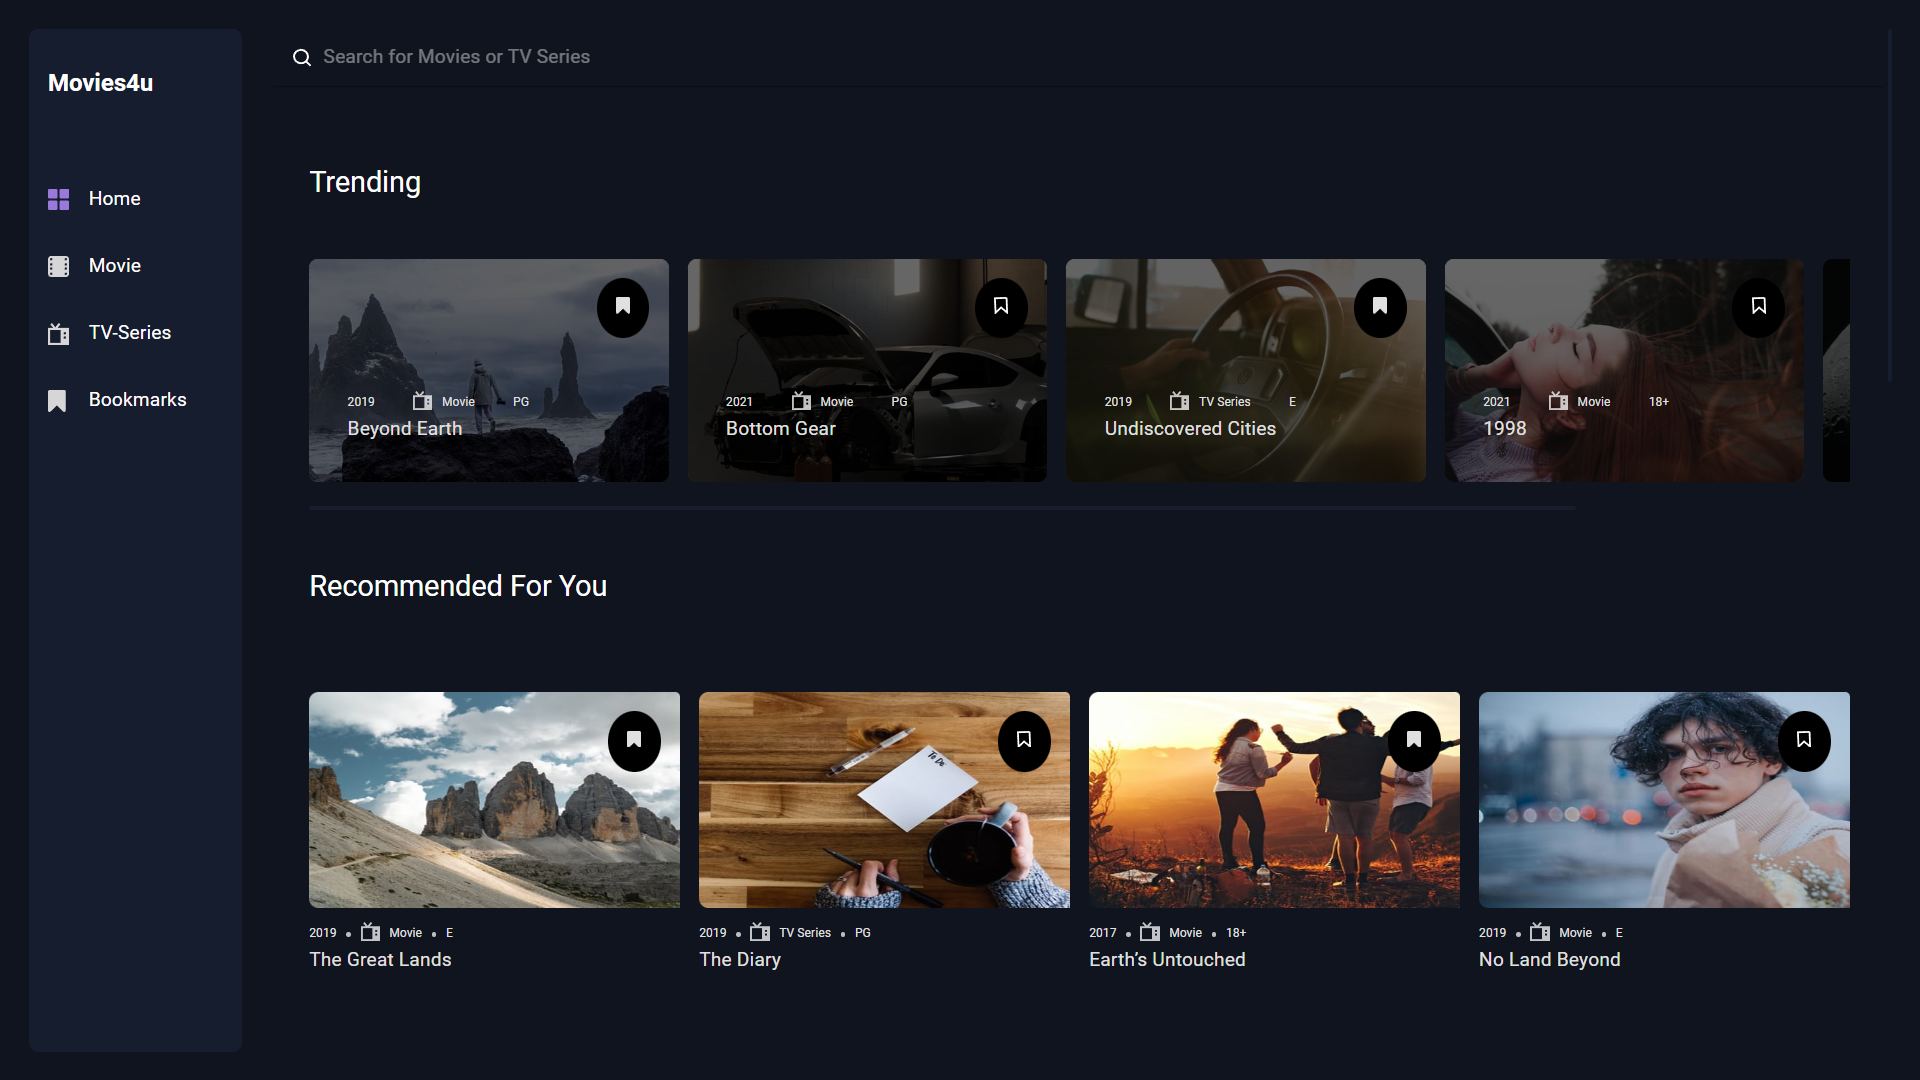 Movies4u
Search for Movies or TV Series
Home
Movie
TV-Series
Bookmarks
Trending
2019 Movie PG
Beyond Earth
2021 Movie PG
Bottom Gear
2019 TV Series E
Undiscovered Cities
2021 Movie 18+
1998
Recommended For You
To Do
2019 • Movie • E
The Great Lands
2019 • TV Series • PG
The Diary
2017 • Movie • 18+
Earth’s Untouched
2019 • Movie • E
No Land Beyond